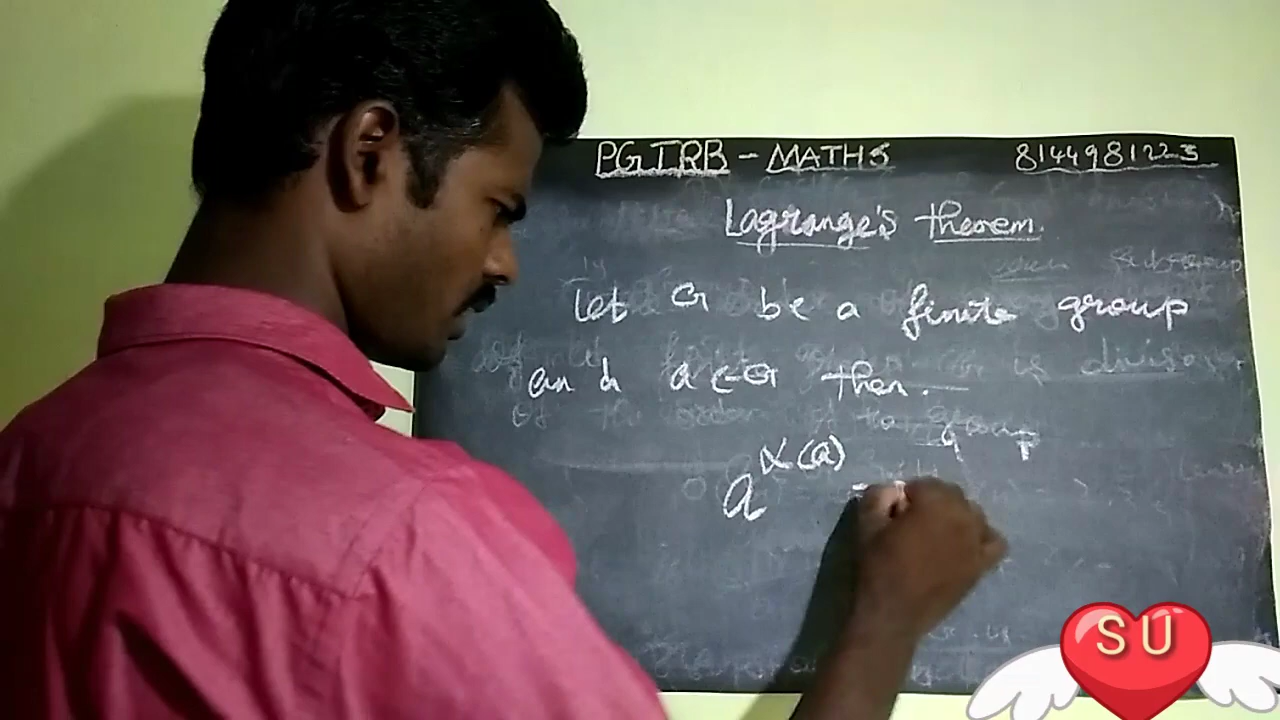 PGTRB - MATHS 8144981223
Lagrange's theorem.
let G be a finite group
and a ∈ G then.
a^α(a) =
SU